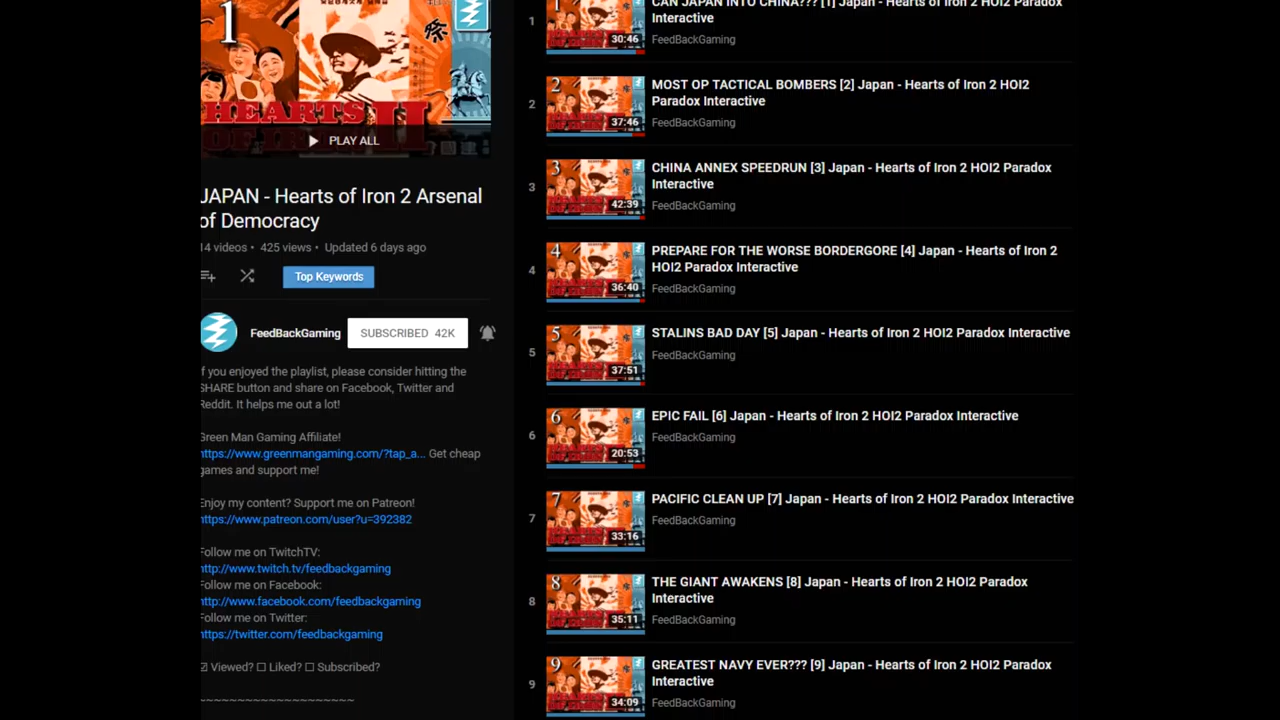 1
HEARTS II
OF IRON
PLAY ALL
JAPAN - Hearts of Iron 2 Arsenal
of Democracy
14 videos • 425 views • Updated 6 days ago
Top Keywords
FeedBackGaming SUBSCRIBED 42K
If you enjoyed the playlist, please consider hitting the
SHARE button and share on Facebook, Twitter and
Reddit. It helps me out a lot!
Green Man Gaming Affiliate!
https://www.greenmangaming.com/?tap_a... Get cheap
games and support me!
Enjoy my content? Support me on Patreon!
https://www.patreon.com/user?u=392382
Follow me on TwitchTV:
http://www.twitch.tv/feedbackgaming
Follow me on Facebook:
http://www.facebook.com/feedbackgaming
Follow me on Twitter:
https://twitter.com/feedbackgaming
☑ Viewed? ☐ Liked? ☐ Subscribed?
~~~~~~~~~~~~~~~~~~~~
1
30:46
CAN JAPAN INTO CHINA??? [1] Japan - Hearts of Iron 2 HOI2 Paradox
Interactive
FeedBackGaming
2
2
37:46
MOST OP TACTICAL BOMBERS [2] Japan - Hearts of Iron 2 HOI2
Paradox Interactive
FeedBackGaming
3
3
42:39
CHINA ANNEX SPEEDRUN [3] Japan - Hearts of Iron 2 HOI2 Paradox
Interactive
FeedBackGaming
4
4
36:40
PREPARE FOR THE WORSE BORDERGORE [4] Japan - Hearts of Iron 2
HOI2 Paradox Interactive
FeedBackGaming
5
5
37:51
STALINS BAD DAY [5] Japan - Hearts of Iron 2 HOI2 Paradox Interactive
FeedBackGaming
6
6
20:53
EPIC FAIL [6] Japan - Hearts of Iron 2 HOI2 Paradox Interactive
FeedBackGaming
7
7
33:16
PACIFIC CLEAN UP [7] Japan - Hearts of Iron 2 HOI2 Paradox Interactive
FeedBackGaming
8
8
35:11
THE GIANT AWAKENS [8] Japan - Hearts of Iron 2 HOI2 Paradox
Interactive
FeedBackGaming
9
9
34:09
GREATEST NAVY EVER??? [9] Japan - Hearts of Iron 2 HOI2 Paradox
Interactive
FeedBackGaming